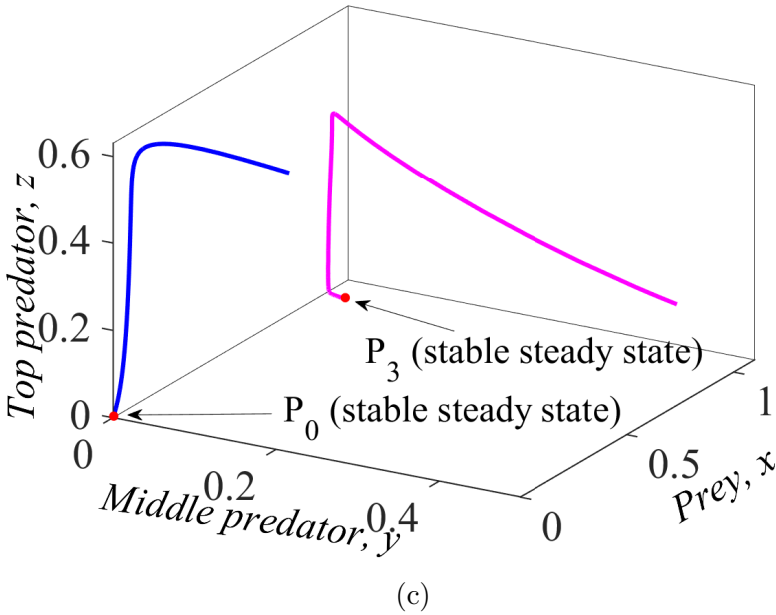 0.6
0.4
0.2
0
Top predator, z
P3 (stable steady state)
P0 (stable steady state)
0
0.2
0.4
Middle predator, y
0
0.5
1
Prey, x
(c)